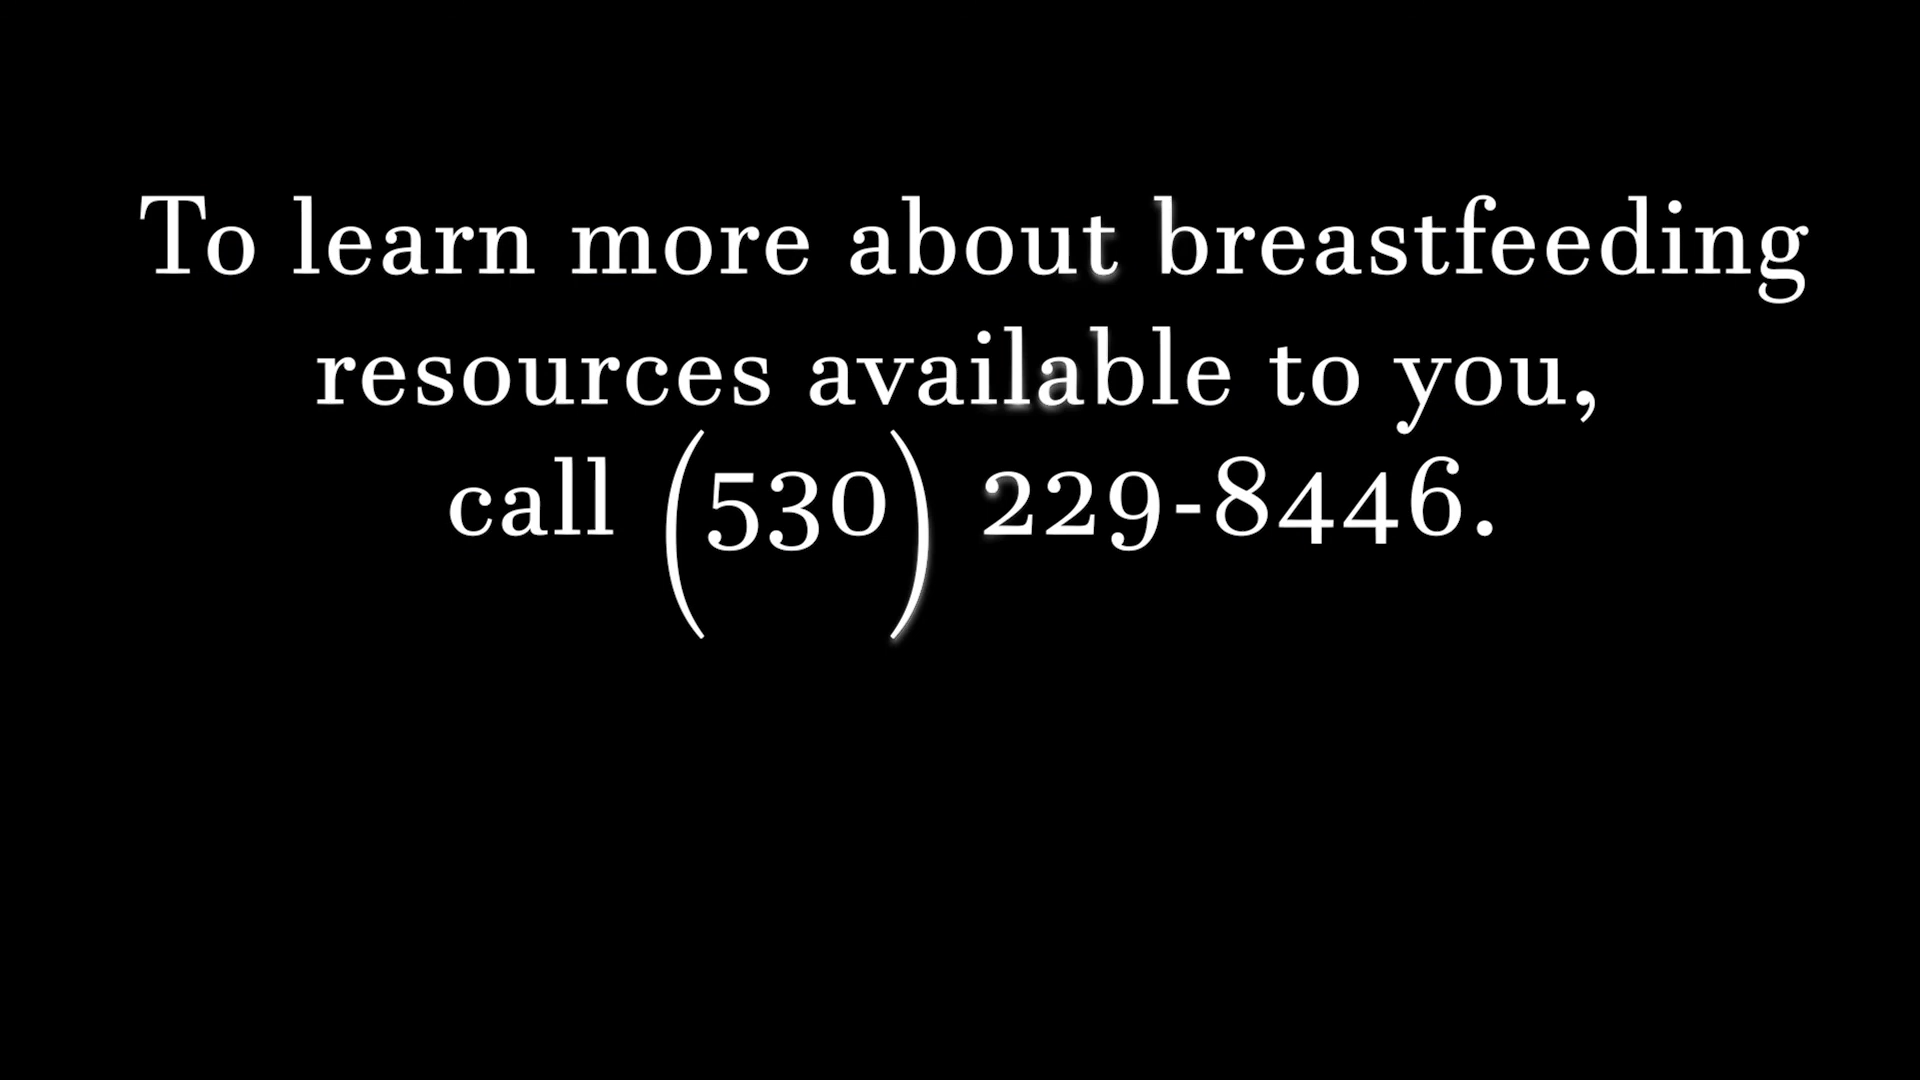 To learn more about breastfeeding
resources available to you,
call (530) 229-8446.